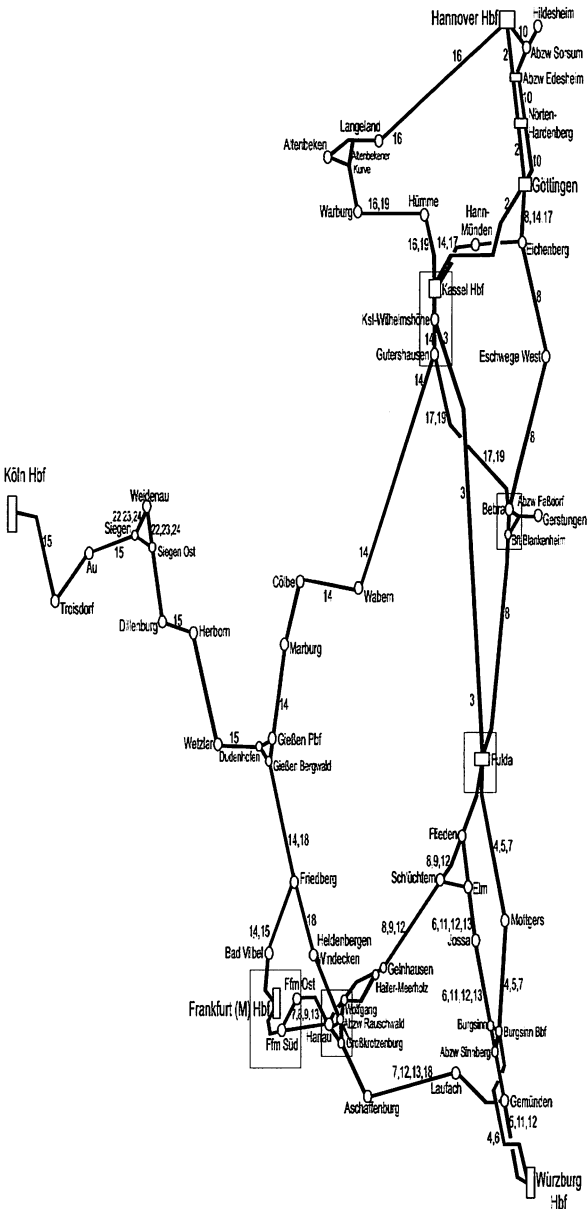 Hildesheim
Hannover Hbf
10
2
Abzw Sorsum
16
Abzw Edesheim
10
Nörten-
Hardenberg
Langeland
16
2
Altenbeken
Altenbekener
Kurve
10
Göttingen
2
16,19
Hümme
Hann-
Münden
8,14,17
Warburg
16,19
14,17
Eichenberg
Kassel Hbf
8
Ksl-Wilhelmshöhe
14
3
Guntershausen
Eschwege West
14
17,19
8
17,19
Köln Hbf
3
Weidenau
22,23,24
Bebra
Abzw Faßdorf
Gerstungen
15
Siegen
22,23,24
15
Siegen Ost
Bf. Blankenheim
Au
14
Cölbe
14
Wabern
Troisdorf
8
Dillenburg
15
Herborn
Marburg
14
3
Wetzlar
15
Gießen Pbf
Dudenhofen
Gießen Bergwald
Fulda
14,18
Flieden
4,5,7
8,9,12
Friedberg
Schlüchtern
Elm
18
6,11,12,13
Mottgers
14,15
8,9,12
Jossa
Bad Vilbel
Heldenbergen
Windecken
Gelnhausen
Hailer-Meerholz
Ffm Ost
6,11,12,13
4,5,7
Frankfurt (M) Hbf
7,8,9,13
Wolfgang
Abzw Rauschwald
Burgsinn
Burgsinn Bbf
Hanau
Ffm Süd
Großkrotzenburg
Abzw Sinnberg
7,12,13,18
Laufach
Aschaffenburg
Gemünden
5,11,12
4,6
Würzburg
Hbf